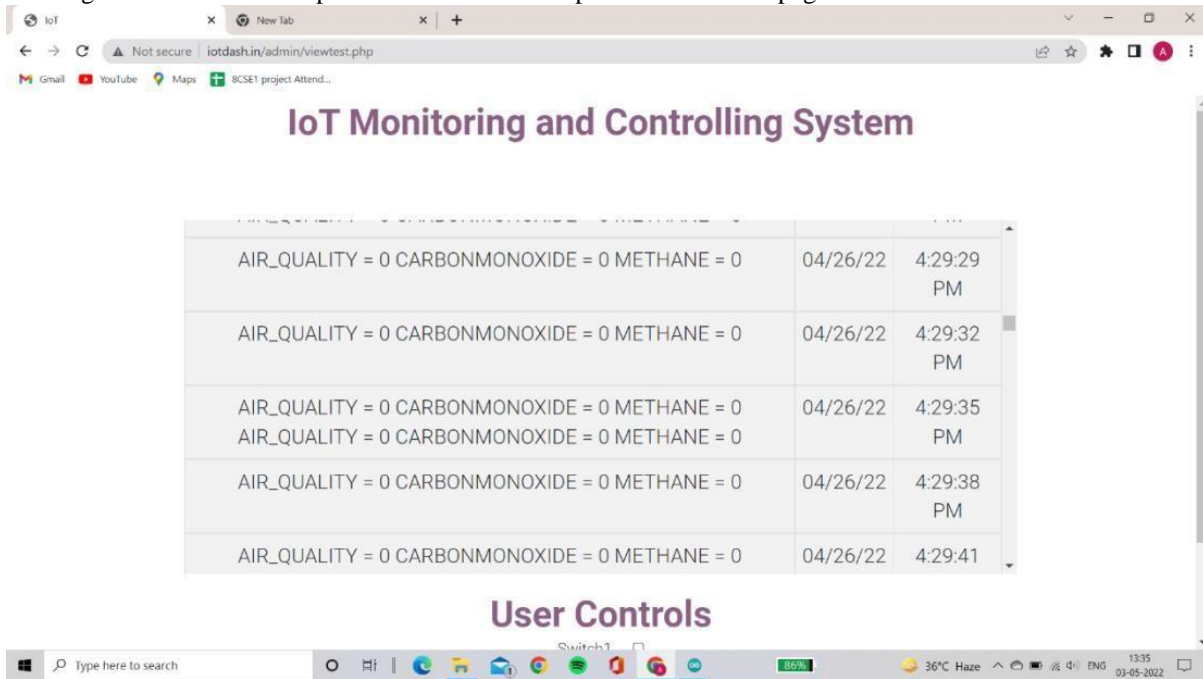 IoT
New Tab
Not secure iotdash.in/admin/viewtest.php
Gmail YouTube Maps 8CSE1 project Attend...
IoT Monitoring and Controlling System
AIR_QUALITY = 0 CARBONMONOXIDE = 0 METHANE = 0 04/26/22 4:29:29
PM
AIR_QUALITY = 0 CARBONMONOXIDE = 0 METHANE = 0 04/26/22 4:29:32
PM
AIR_QUALITY = 0 CARBONMONOXIDE = 0 METHANE = 0 04/26/22 4:29:35
AIR_QUALITY = 0 CARBONMONOXIDE = 0 METHANE = 0 PM
AIR_QUALITY = 0 CARBONMONOXIDE = 0 METHANE = 0 04/26/22 4:29:38
PM
AIR_QUALITY = 0 CARBONMONOXIDE = 0 METHANE = 0 04/26/22 4:29:41
User Controls
Switch1
Type here to search 86% 36°C Haze ENG 13:35
03-05-2022